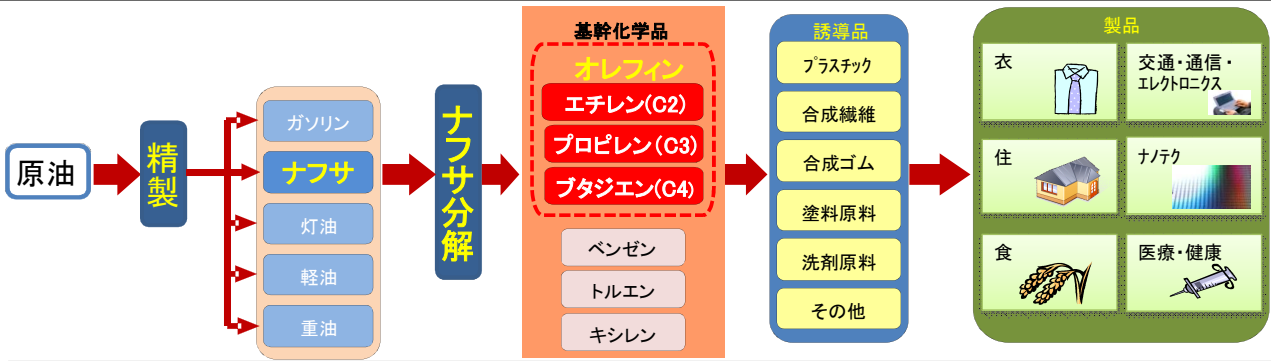 原油
精製
ガソリン
ナフサ
灯油
軽油
重油
ナフサ分解
基幹化学品
オレフィン
エチレン(C2)
プロピレン(C3)
ブタジエン(C4)
ベンゼン
トルエン
キシレン
誘導品
プラスチック
合成繊維
合成ゴム
塗料原料
洗剤原料
その他
製品
衣
交通・通信・
エレクトロニクス
住
ナノテク
食
医療・健康